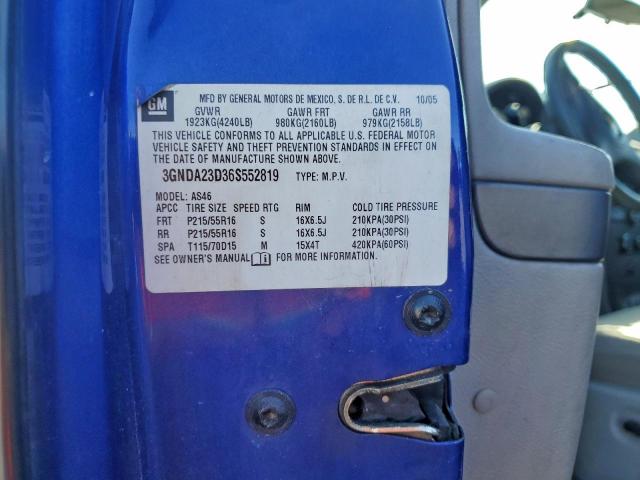 GM
MFD BY GENERAL MOTORS DE MEXICO, S. DE R.L. DE C.V. 10/05
GVWR GAWR FRT GAWR RR
1923KG(4240LB) 980KG(2160LB) 979KG(2158LB)
THIS VEHICLE CONFORMS TO ALL APPLICABLE U.S. FEDERAL MOTOR
VEHICLE SAFETY AND THEFT PREVENTION STANDARDS IN EFFECT ON
THE DATE OF MANUFACTURE SHOWN ABOVE.
3GNDA23D36S552819 TYPE: M.P.V.
MODEL: AS46
APCC TIRE SIZE SPEED RTG RIM COLD TIRE PRESSURE
FRT P215/55R16 S 16X6.5J 210KPA(30PSI)
RR P215/55R16 S 16X6.5J 210KPA(30PSI)
SPA T115/70D15 M 15X4T 420KPA(60PSI)
SEE OWNER'S MANUAL FOR MORE INFORMATION.